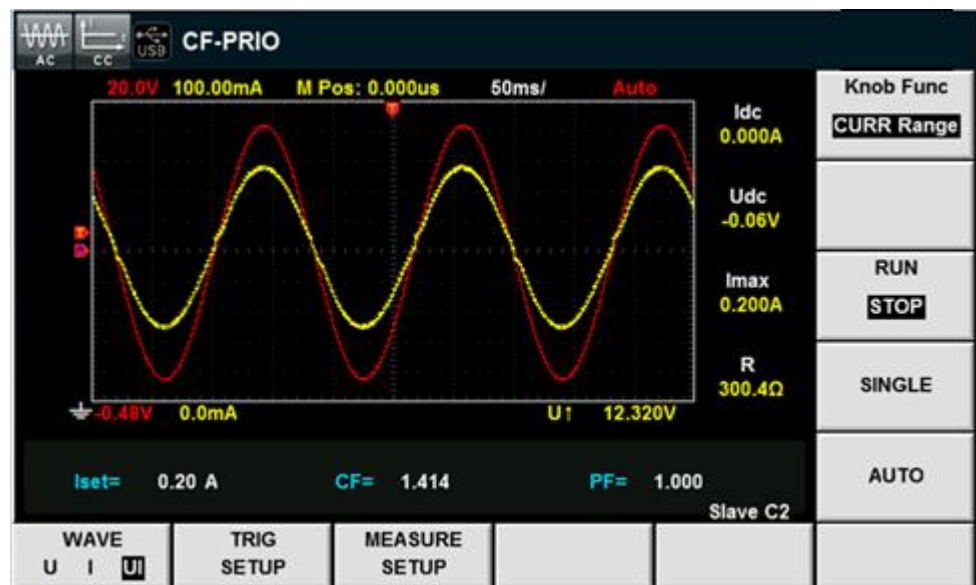 AC CC USB CF-PRIO
20.0V 100.00mA M Pos: 0.000us 50ms/ Auto
Idc
0.000A
Udc
-0.06V
Imax
0.200A
R
300.4Ω
-0.48V 0.0mA U↑ 12.320V
Iset= 0.20 A CF= 1.414 PF= 1.000
Slave C2
Knob Func
CURR Range
RUN
STOP
SINGLE
AUTO
WAVE
U I UI
TRIG
SETUP
MEASURE
SETUP